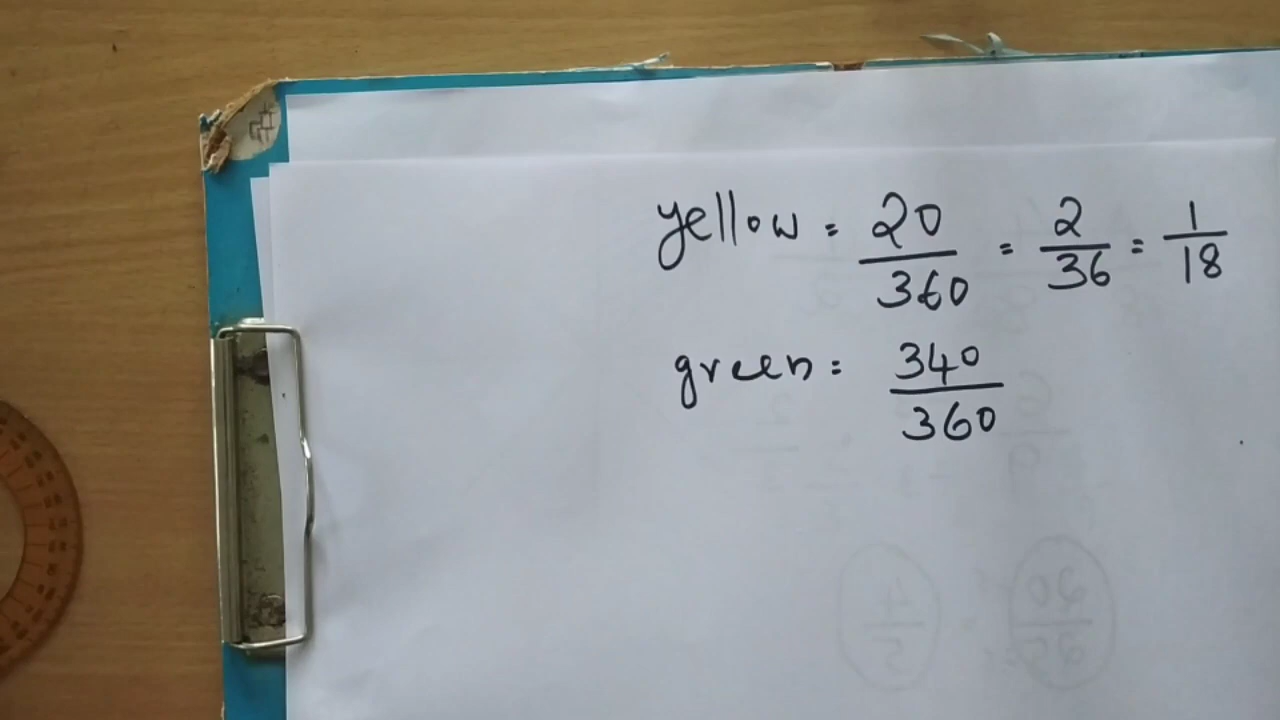 yellow = 20/360 = 2/36 = 1/18
green = 340/360